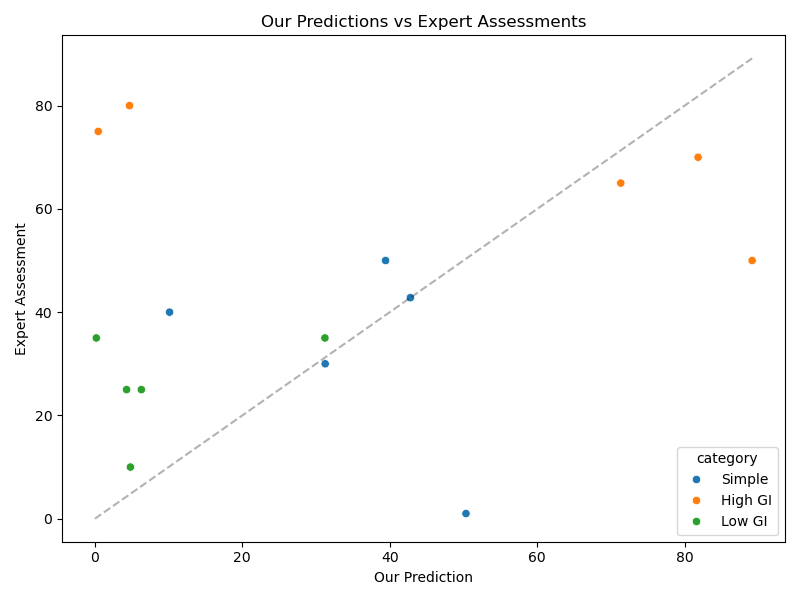 Our Predictions vs Expert Assessments
Expert Assessment
80
60
40
20
0
0 20 40 60 80
Our Prediction
category
Simple
High GI
Low GI